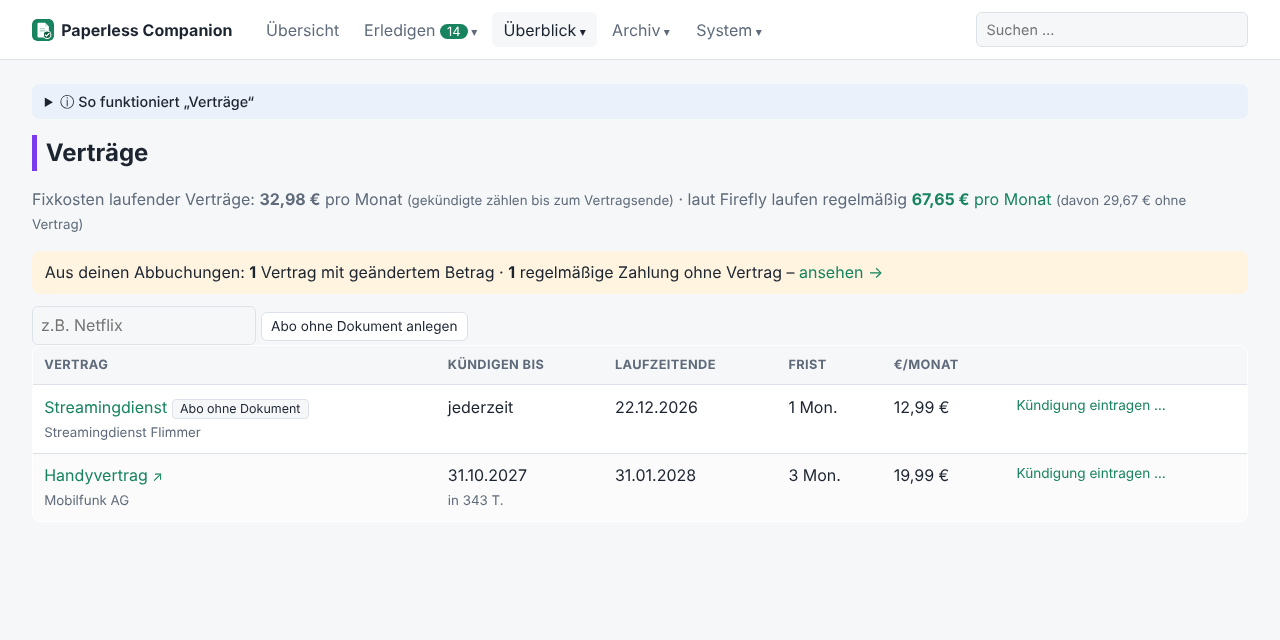 Paperless Companion Übersicht Erledigen 14 ▾ Überblick ▾ Archiv ▾ System ▾ Suchen ...
▶ ⓘ So funktioniert „Verträge“
Verträge
Fixkosten laufender Verträge: 32,98 € pro Monat (gekündigte zählen bis zum Vertragsende) · laut Firefly laufen regelmäßig 67,65 € pro Monat (davon 29,67 € ohne
Vertrag)
Aus deinen Abbuchungen: 1 Vertrag mit geändertem Betrag · 1 regelmäßige Zahlung ohne Vertrag – ansehen →
z.B. Netflix Abo ohne Dokument anlegen
VERTRAG KÜNDIGEN BIS LAUFZEITENDE FRIST €/MONAT
Streamingdienst Abo ohne Dokument jederzeit 22.12.2026 1 Mon. 12,99 € Kündigung eintragen ...
Streamingdienst Flimmer
Handyvertrag ↗ 31.10.2027 31.01.2028 3 Mon. 19,99 € Kündigung eintragen ...
Mobilfunk AG in 343 T.